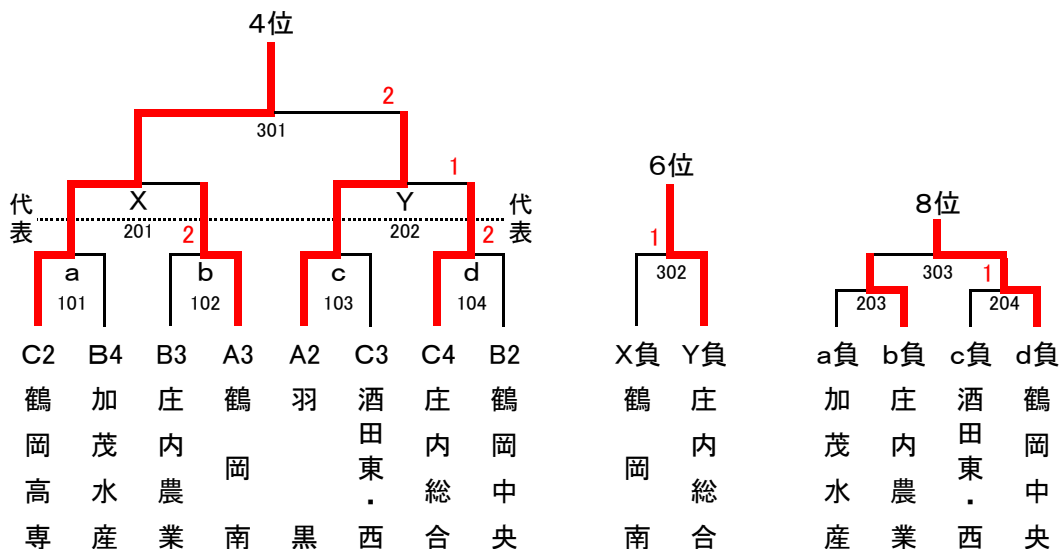 4位
2
301
1
6位
X
Y
8位
代表
代表
201
2
202
2
1
a
b
c
d
302
303
1
101
102
103
104
203
204
C2
B4
B3
A3
A2
C3
C4
B2
X負
Y負
a負
b負
c負
d負
鶴岡高専
加茂水産
庄内農業
鶴岡南
羽黒
酒田東・西
庄内総合
鶴岡中央
鶴岡南
庄内総合
加茂水産
庄内農業
酒田東・西
鶴岡中央